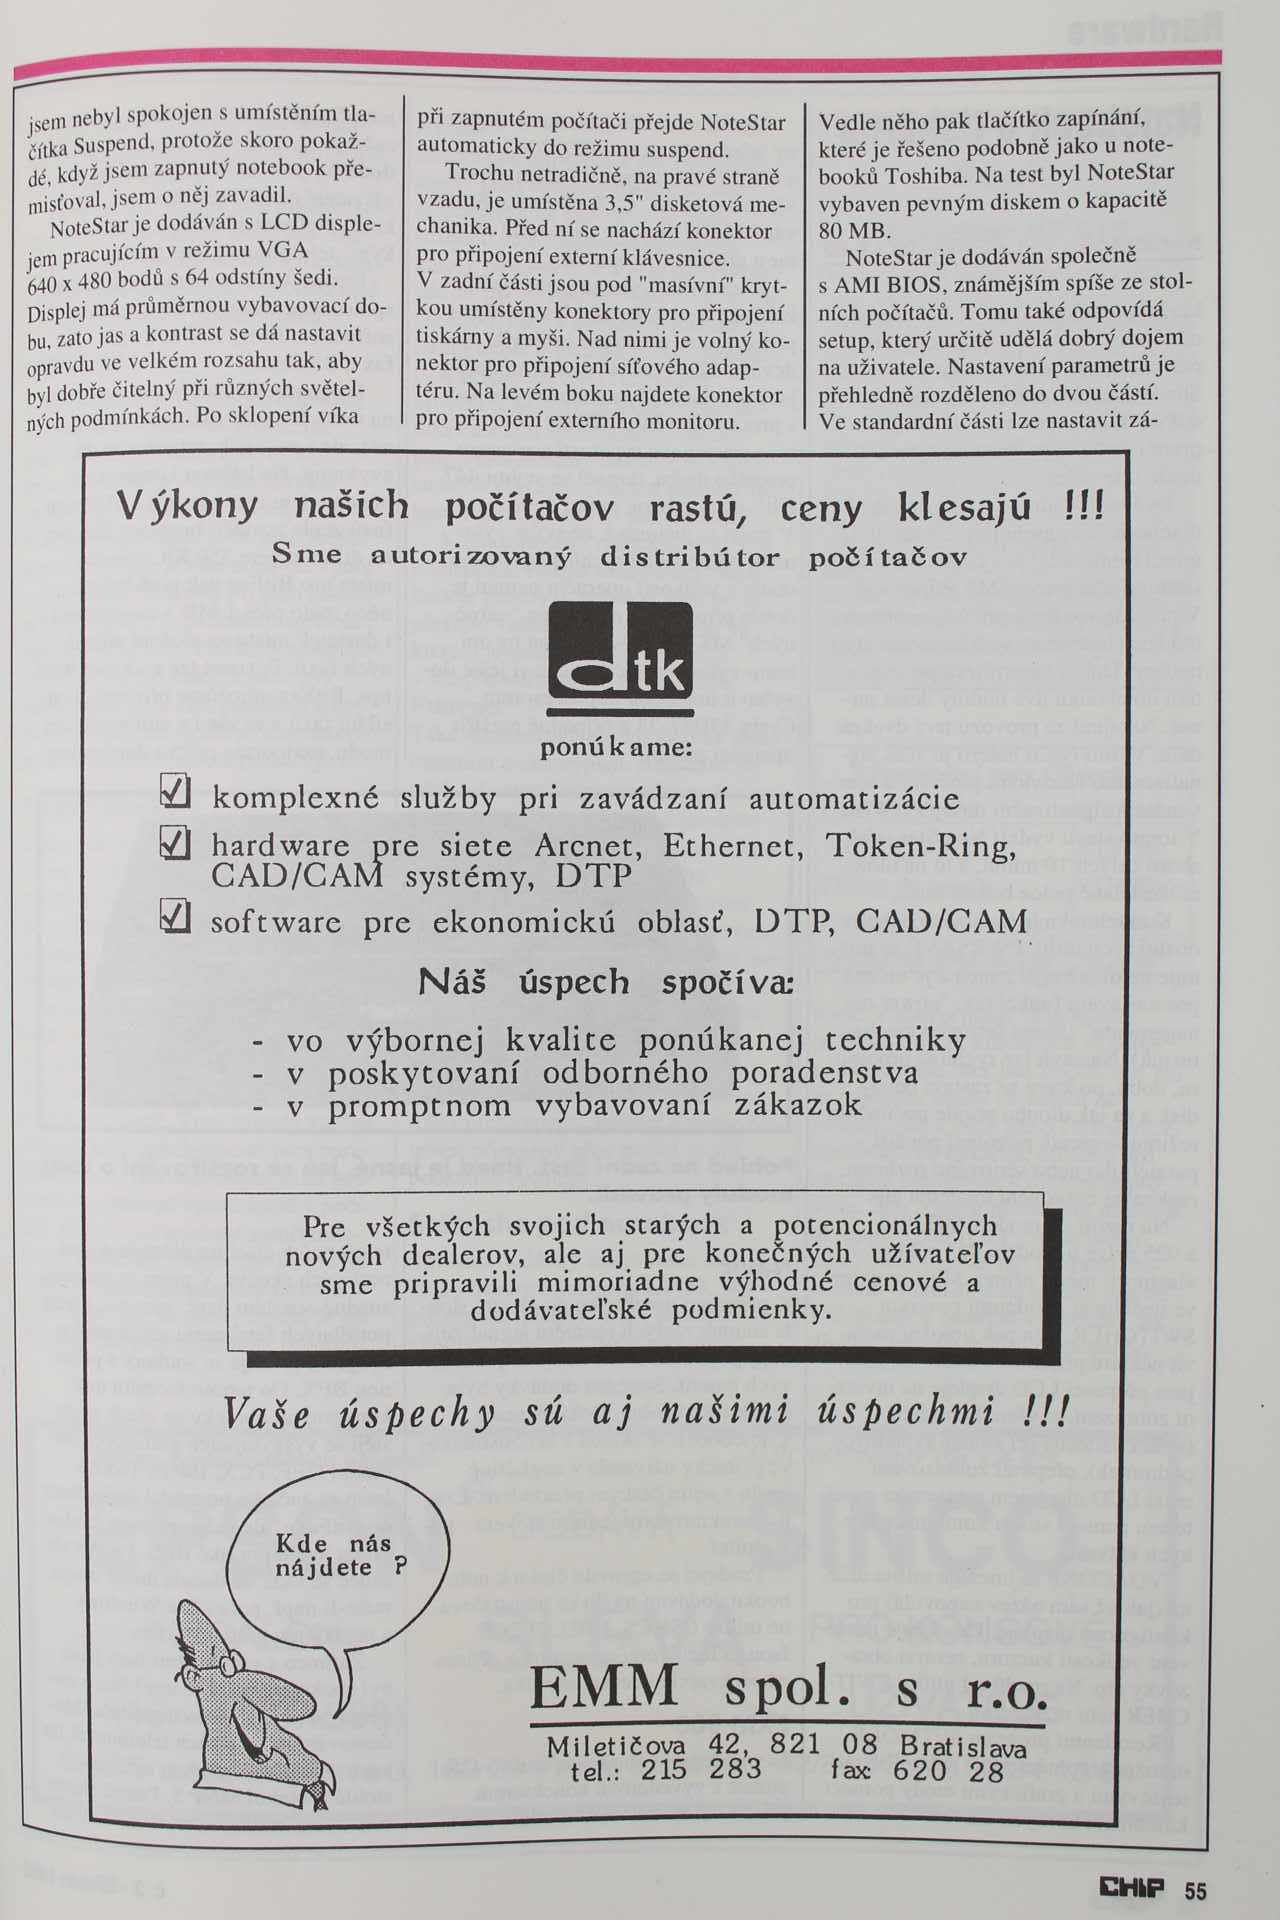 jsem nebyl spokojen s umístěním tla-
čítka Suspend, protože skoro pokaž-
dé, když jsem zapnutý notebook pře-
misťoval, jsem o něj zavadil.
NoteStar je dodáván s LCD disple-
jem pracujícím v režimu VGA
640 x 480 bodů s 64 odstíny šedi.
Displej má průměrnou vybavovací do-
bu, zato jas a kontrast se dá nastavit
opravdu ve velkém rozsahu tak, aby
byl dobře čitelný při různých světel-
ných podmínkách. Po sklopení víka
při zapnutém počítači přejde NoteStar
automaticky do režimu suspend.
Trochu netradičně, na pravé straně
vzadu, je umístěna 3,5" disketová me-
chanika. Před ní se nachází konektor
pro připojení externí klávesnice.
V zadní části jsou pod "masívní" kryt-
kou umístěny konektory pro připojení
tiskárny a myši. Nad nimi je volný ko-
nektor pro připojení síťového adap-
téru. Na levém boku najdete konektor
pro připojení externího monitoru.
Vedle něho pak tlačítko zapínání,
které je řešeno podobně jako u note-
booků Toshiba. Na test byl NoteStar
vybaven pevným diskem o kapacitě
80 MB.
NoteStar je dodáván společně
s AMI BIOS, známějším spíše ze stol-
ních počítačů. Tomu také odpovídá
setup, který určitě udělá dobrý dojem
na uživatele. Nastavení parametrů je
přehledně rozděleno do dvou částí.
Ve standardní části lze nastavit zá-
Výkony našich počítačov rastú, ceny klesajú !!!
Sme autorizovaný distribútor počítačov
dtk
ponúkame:
komplexné služby pri zavádzaní automatizácie
hardware pre siete Arcnet, Ethernet, Token-Ring,
CAD/CAM systémy, DTP
software pre ekonomickú oblasť, DTP, CAD/CAM
Náš úspech spočíva:
- vo výbornej kvalite ponúkanej techniky
- v poskytovaní odborného poradenstva
- v promptnom vybavovaní zákazok
Pre všetkých svojich starých a potencionálnych
nových dealerov, ale aj pre konečných užívateľov
sme pripravili mimoriadne výhodné cenové a
dodávateľské podmienky.
Vaše úspechy sú aj našimi úspechmi !!!
Kde nás
nájdete ?
EMM spol. s r.o.
Miletičova 42, 821 08 Bratislava
tel.: 215 283 fax: 620 28
CHIP 55